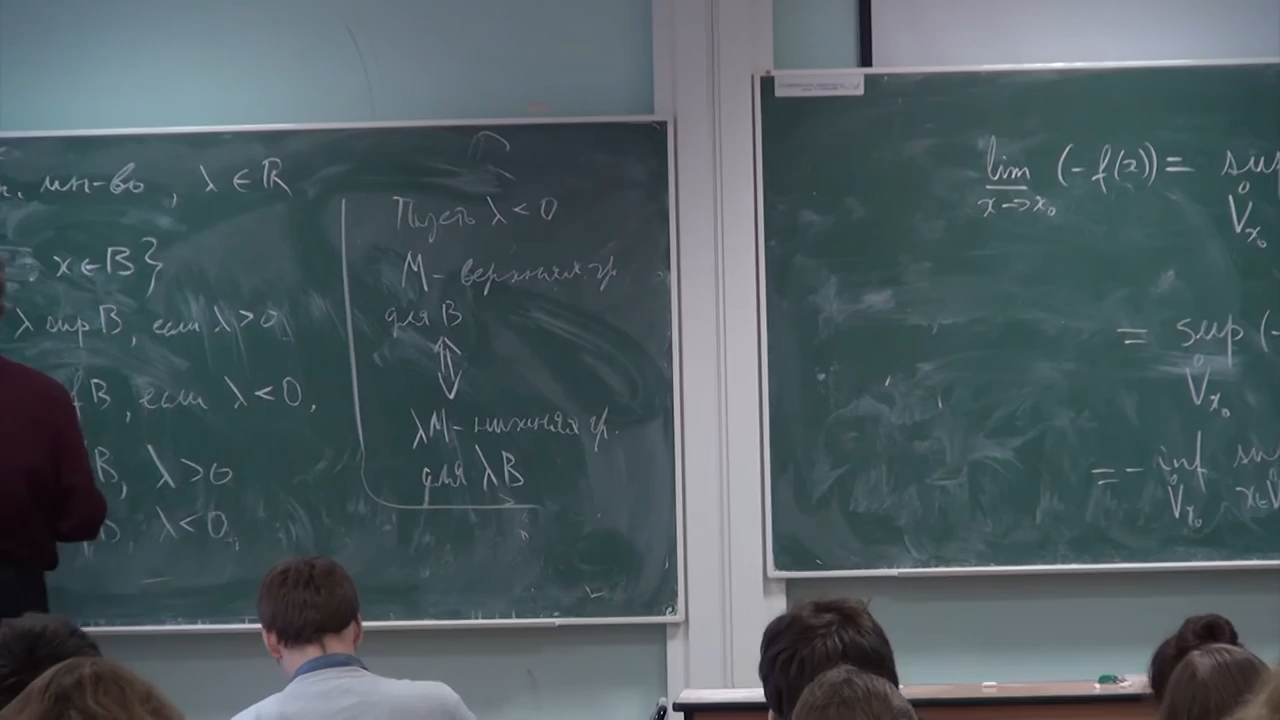 мн-во, λ ∈ ℝ
x ∈ B}
λ sup B, если λ > 0,
B, если λ < 0,
B, λ > 0
λ < 0,
Пусть λ < 0
M - верхняя гр.
для B
⇕
λM - нижняя гр.
для λB
lim (-f(x)) = sup
x→x₀ V̊x₀
= sup (-
V̊x₀
= - inf sup
V̊x₀ x∈V̊